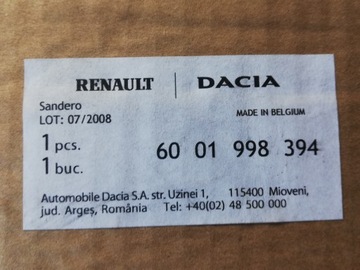 RENAULT | DACIA
Sandero
MADE IN BELGIUM
LOT: 07/2008
1 pcs.
1 buc.
60 01 998 394
Automobile Dacia S.A. str. Uzinei 1, 115400 Mioveni,
jud. Argeş, România Tel: +40(02) 48 500 000